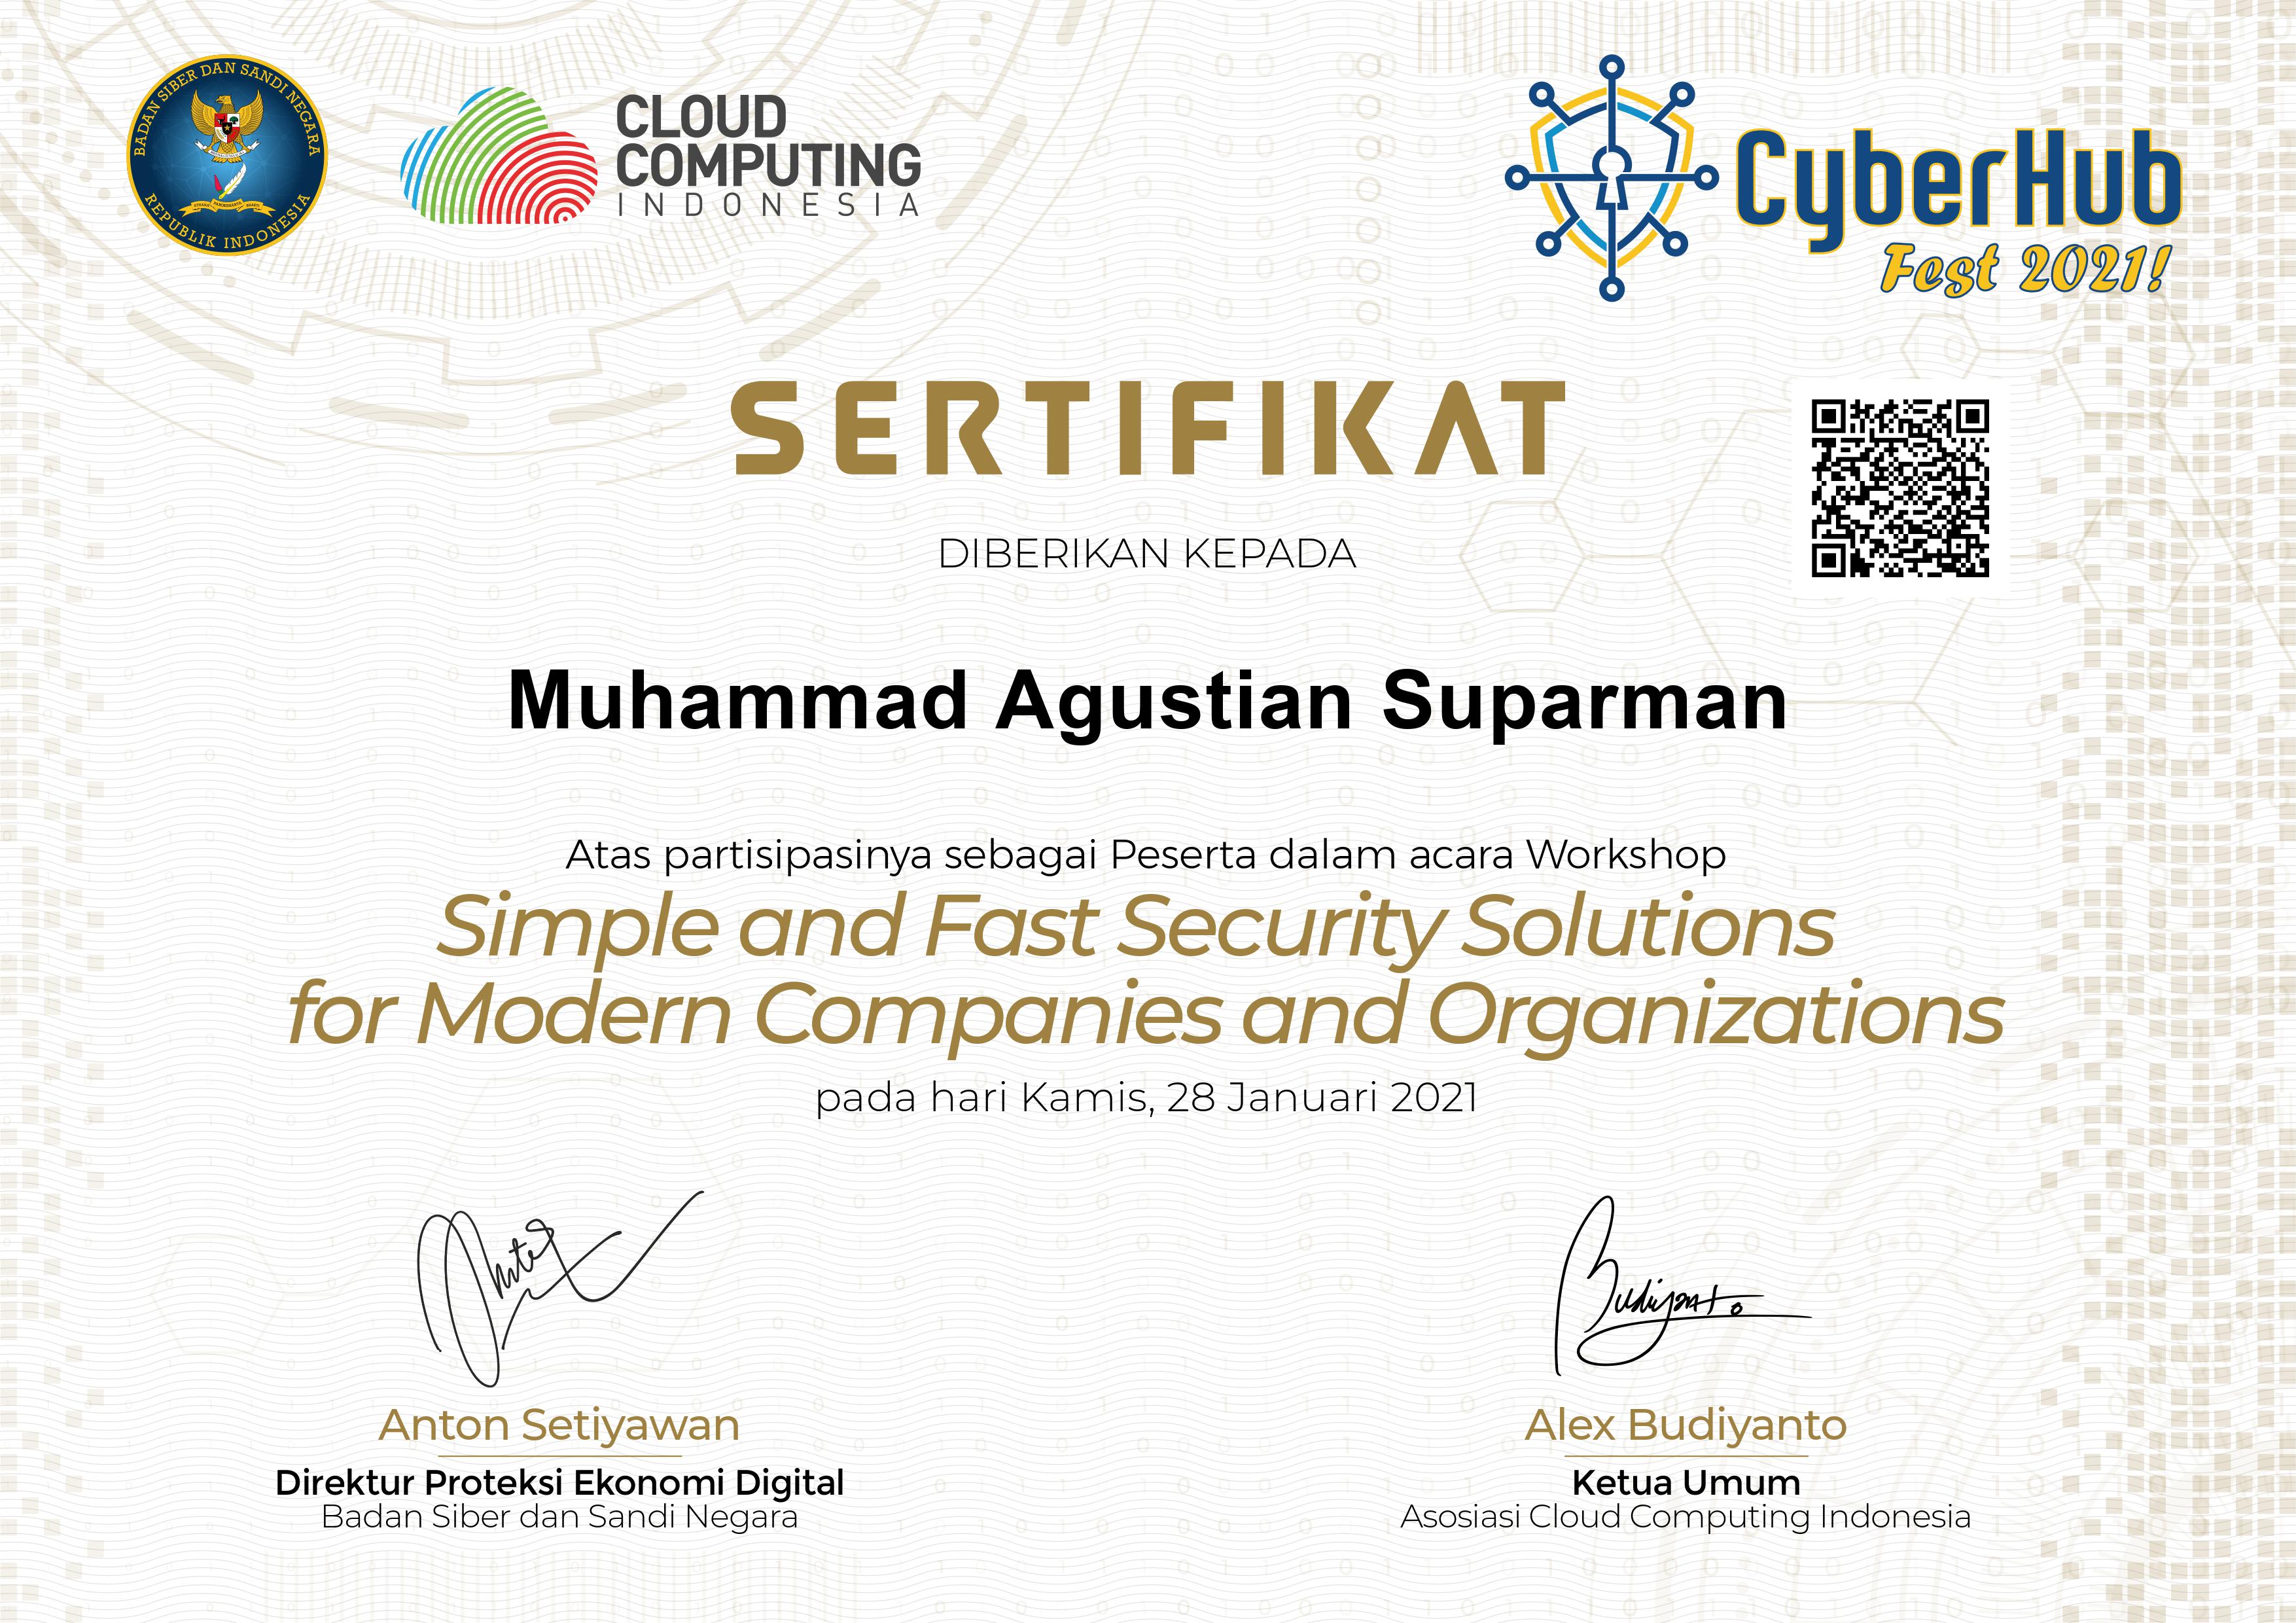 BADAN SIBER DAN SANDI NEGARA
REPUBLIK INDONESIA
CLOUD
COMPUTING
INDONESIA
CyberHub
Fest 2021!
SERTIFIKAT
DIBERIKAN KEPADA
Muhammad Agustian Suparman
Atas partisipasinya sebagai Peserta dalam acara Workshop
Simple and Fast Security Solutions
for Modern Companies and Organizations
pada hari Kamis, 28 Januari 2021
Budiyanto
Anton Setiyawan
Direktur Proteksi Ekonomi Digital
Badan Siber dan Sandi Negara
Alex Budiyanto
Ketua Umum
Asosiasi Cloud Computing Indonesia